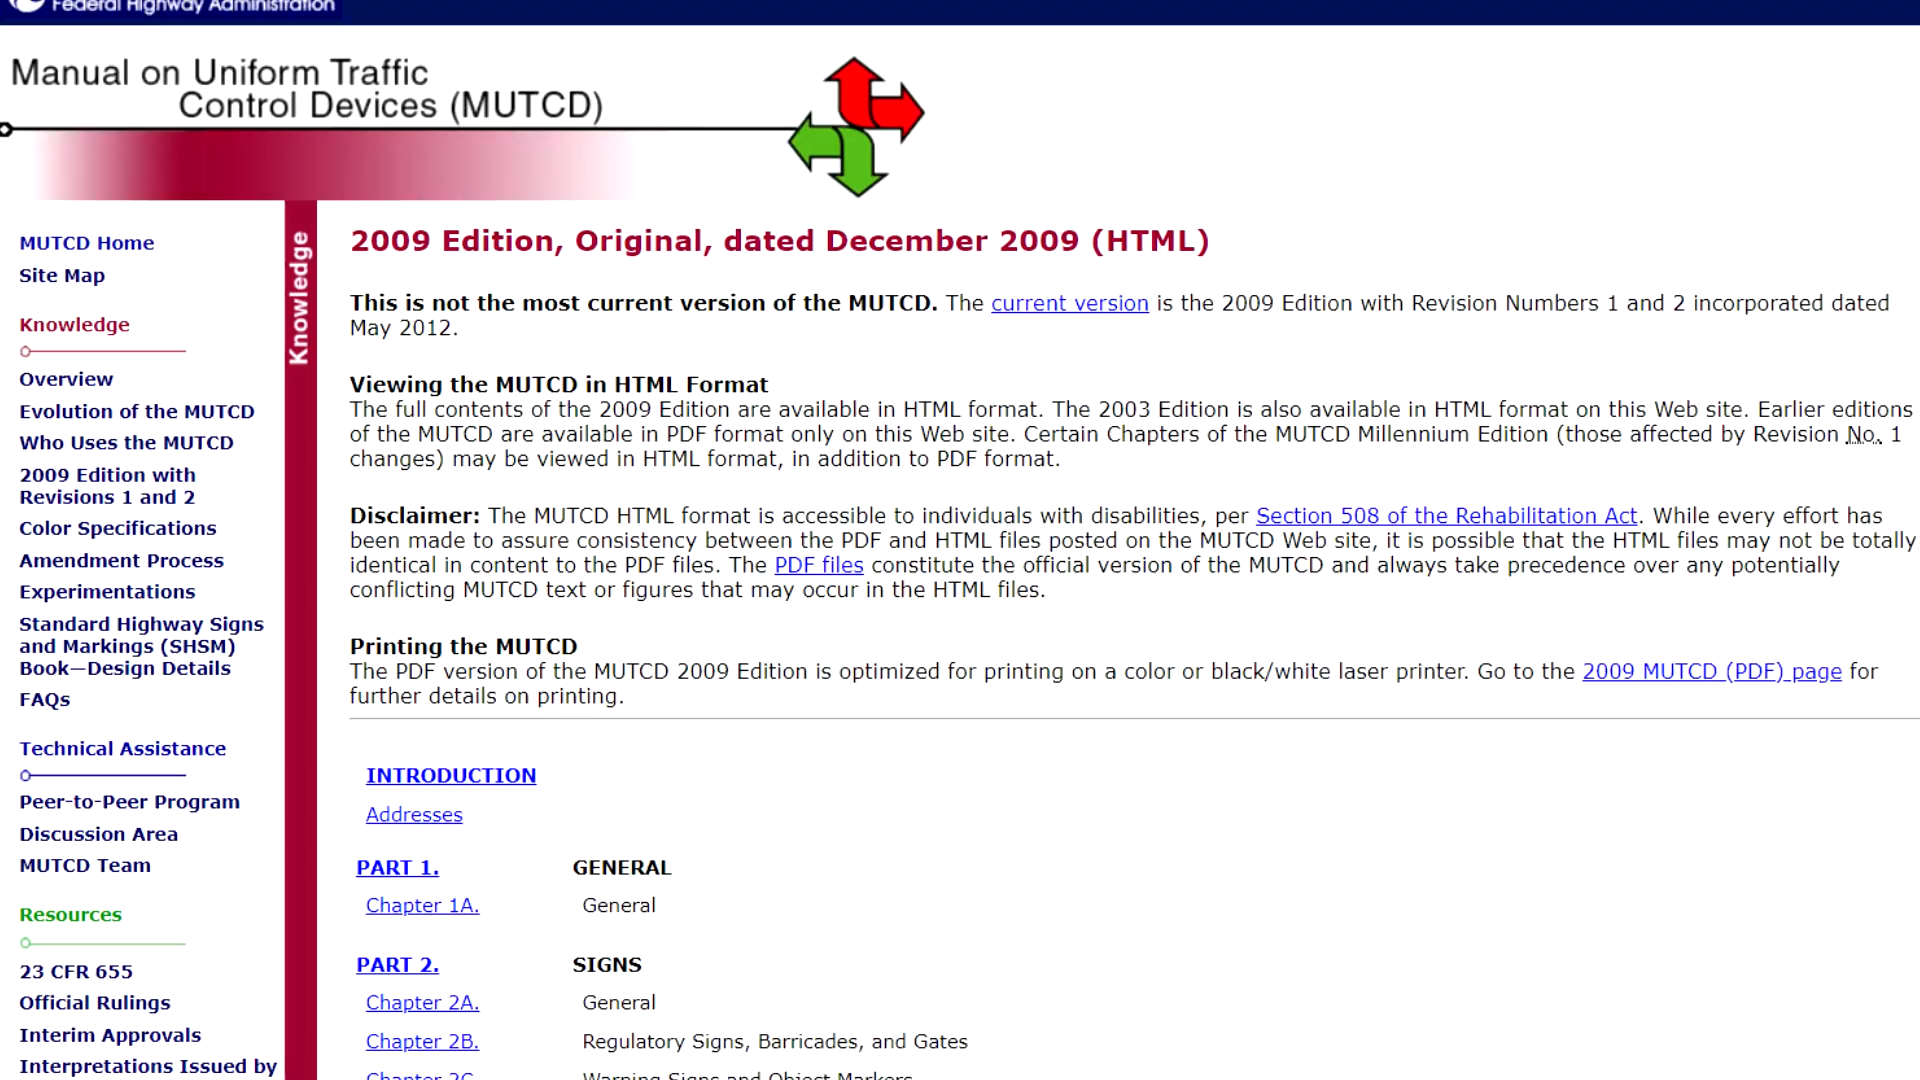 Federal Highway Administration
Manual on Uniform Traffic
Control Devices (MUTCD)
MUTCD Home
Site Map
Knowledge
Overview
Evolution of the MUTCD
Who Uses the MUTCD
2009 Edition with
Revisions 1 and 2
Color Specifications
Amendment Process
Experimentations
Standard Highway Signs
and Markings (SHSM)
Book—Design Details
FAQs
Technical Assistance
Peer-to-Peer Program
Discussion Area
MUTCD Team
Resources
23 CFR 655
Official Rulings
Interim Approvals
Interpretations Issued by
Knowledge
2009 Edition, Original, dated December 2009 (HTML)
This is not the most current version of the MUTCD. The current version is the 2009 Edition with Revision Numbers 1 and 2 incorporated dated
May 2012.
Viewing the MUTCD in HTML Format
The full contents of the 2009 Edition are available in HTML format. The 2003 Edition is also available in HTML format on this Web site. Earlier editions
of the MUTCD are available in PDF format only on this Web site. Certain Chapters of the MUTCD Millennium Edition (those affected by Revision No. 1
changes) may be viewed in HTML format, in addition to PDF format.
Disclaimer: The MUTCD HTML format is accessible to individuals with disabilities, per Section 508 of the Rehabilitation Act. While every effort has
been made to assure consistency between the PDF and HTML files posted on the MUTCD Web site, it is possible that the HTML files may not be totally
identical in content to the PDF files. The PDF files constitute the official version of the MUTCD and always take precedence over any potentially
conflicting MUTCD text or figures that may occur in the HTML files.
Printing the MUTCD
The PDF version of the MUTCD 2009 Edition is optimized for printing on a color or black/white laser printer. Go to the 2009 MUTCD (PDF) page for
further details on printing.
INTRODUCTION
Addresses
PART 1. GENERAL
Chapter 1A. General
PART 2. SIGNS
Chapter 2A. General
Chapter 2B. Regulatory Signs, Barricades, and Gates
Chapter 2C. Warning Signs and Object Markers